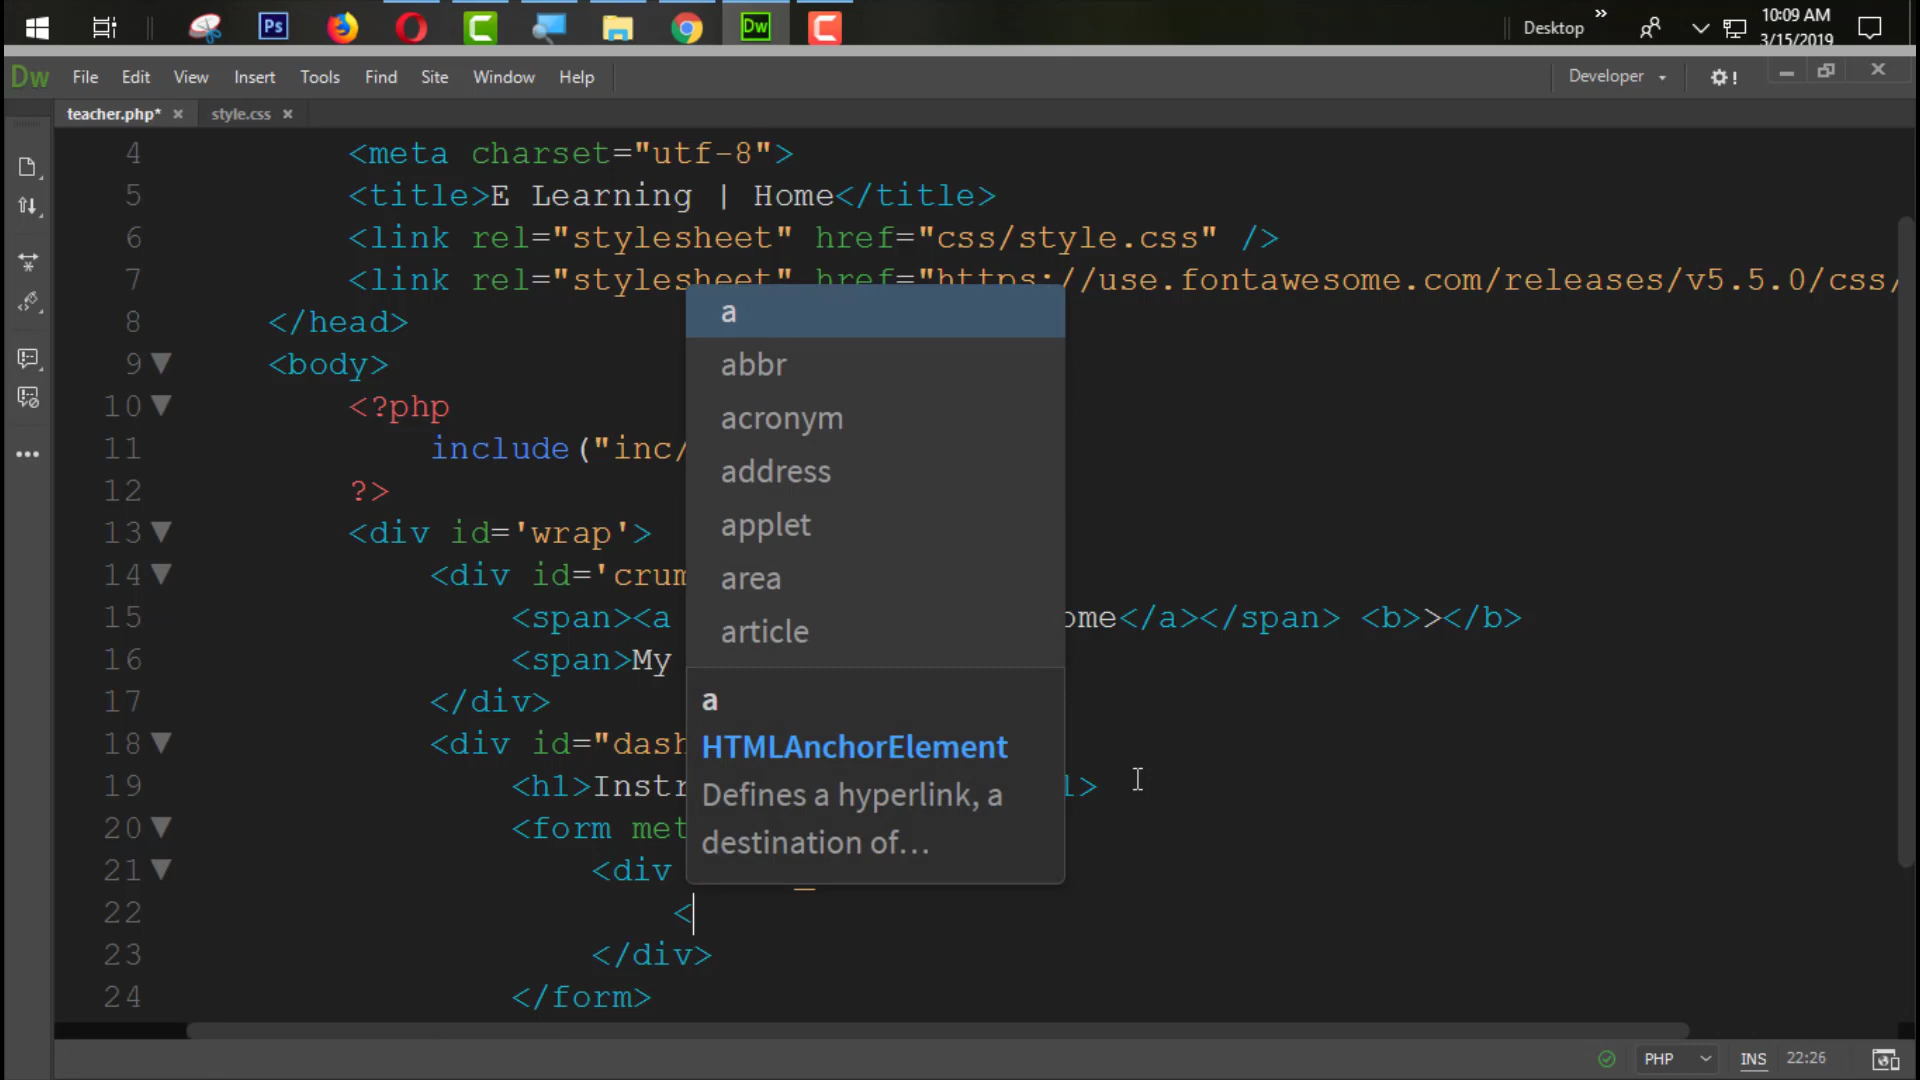 Ps
Dw
Desktop
»
10:09 AM
3/15/2019
Dw
File Edit View Insert Tools Find Site Window Help
Developer
!
teacher.php* ×
style.css ×
4 <meta charset="utf-8">
5 <title>E Learning | Home</title>
6 <link rel="stylesheet" href="css/style.css" />
7 <link rel="stylesheet" href="https://use.fontawesome.com/releases/v5.5.0/css/
8 </head>
9 <body>
10 <?php
11 include("inc/
12 ?>
13 <div id='wrap'>
14 <div id='crum
15 <span><a ome</a></span> <b>></b>
16 <span>My
17 </div>
18 <div id="dash
19 <h1>Instr l>
20 <form met
21 <div
22 <
23 </div>
24 </form>
a
abbr
acronym
address
applet
area
article
a
HTMLAnchorElement
Defines a hyperlink, a
destination of...
PHP INS 22:26